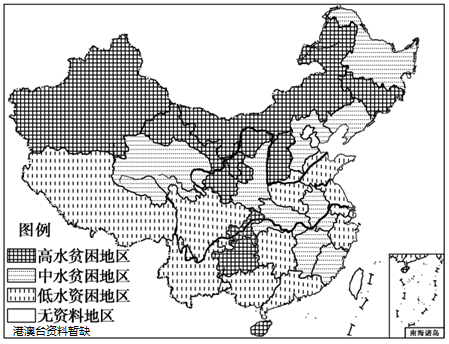 图例
高水贫困地区
中水贫困地区
低水资困地区
无资料地区
港澳台资料暂缺
南海诸岛